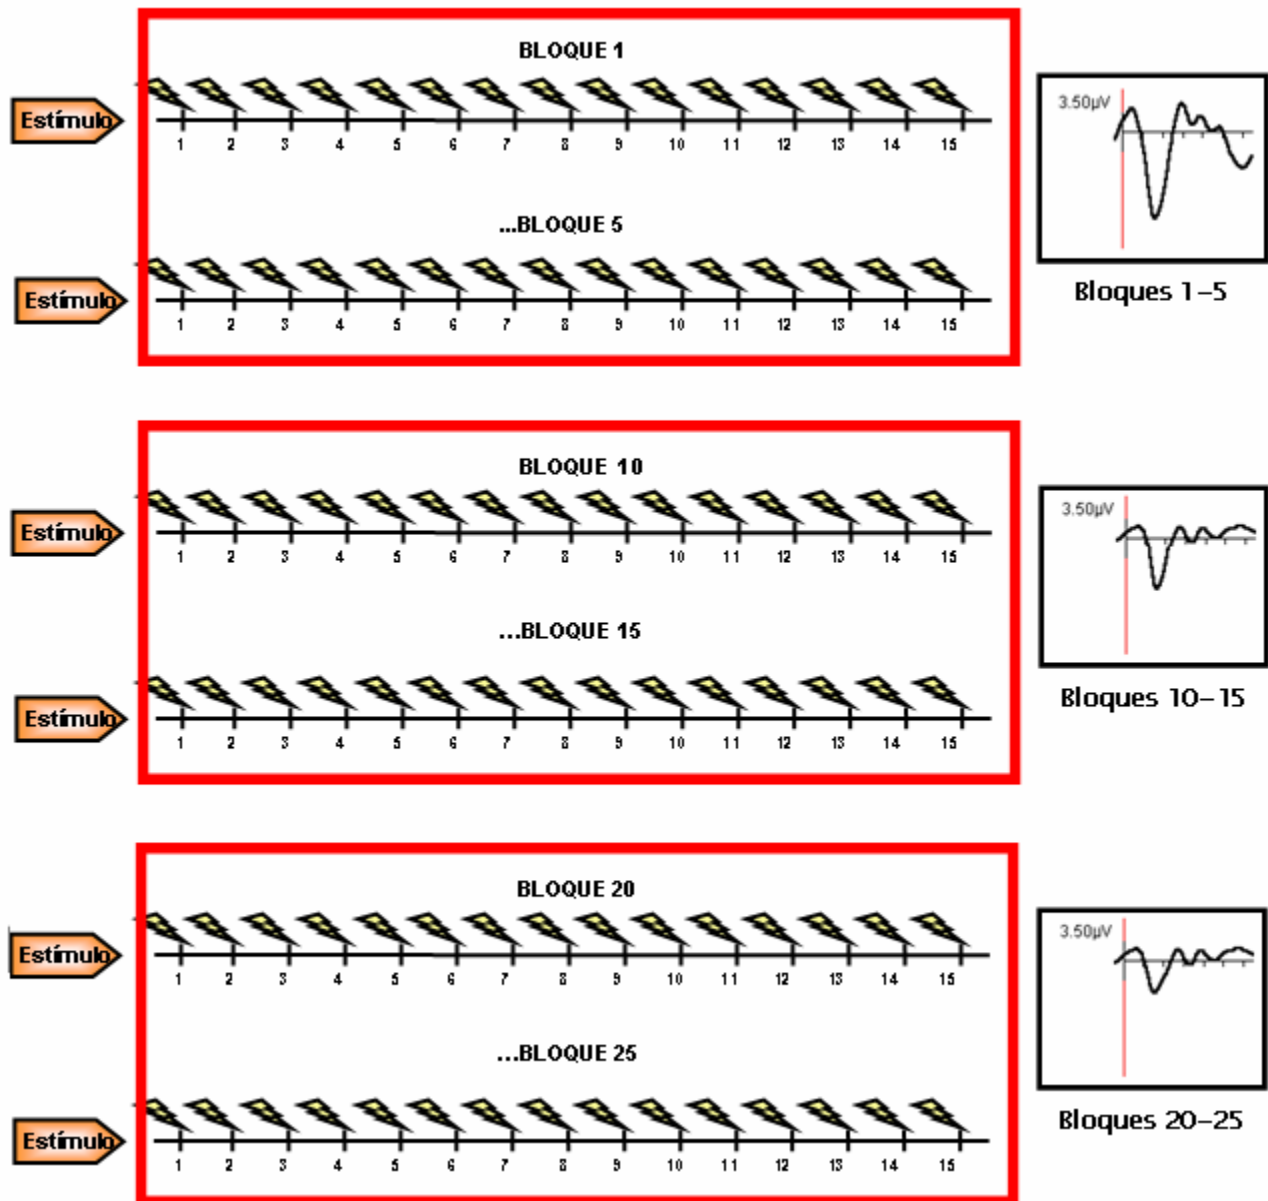 BLOQUE 1
Estímulo
1 2 3 4 5 6 7 8 9 10 11 12 13 14 15
3.50µV
...BLOQUE 5
Estímulo
1 2 3 4 5 6 7 8 9 10 11 12 13 14 15
Bloques 1-5
BLOQUE 10
Estímulo
1 2 3 4 5 6 7 8 9 10 11 12 13 14 15
3.50µV
...BLOQUE 15
Estímulo
1 2 3 4 5 6 7 8 9 10 11 12 13 14 15
Bloques 10-15
BLOQUE 20
Estímulo
1 2 3 4 5 6 7 8 9 10 11 12 13 14 15
3.50µV
...BLOQUE 25
Estímulo
1 2 3 4 5 6 7 8 9 10 11 12 13 14 15
Bloques 20-25